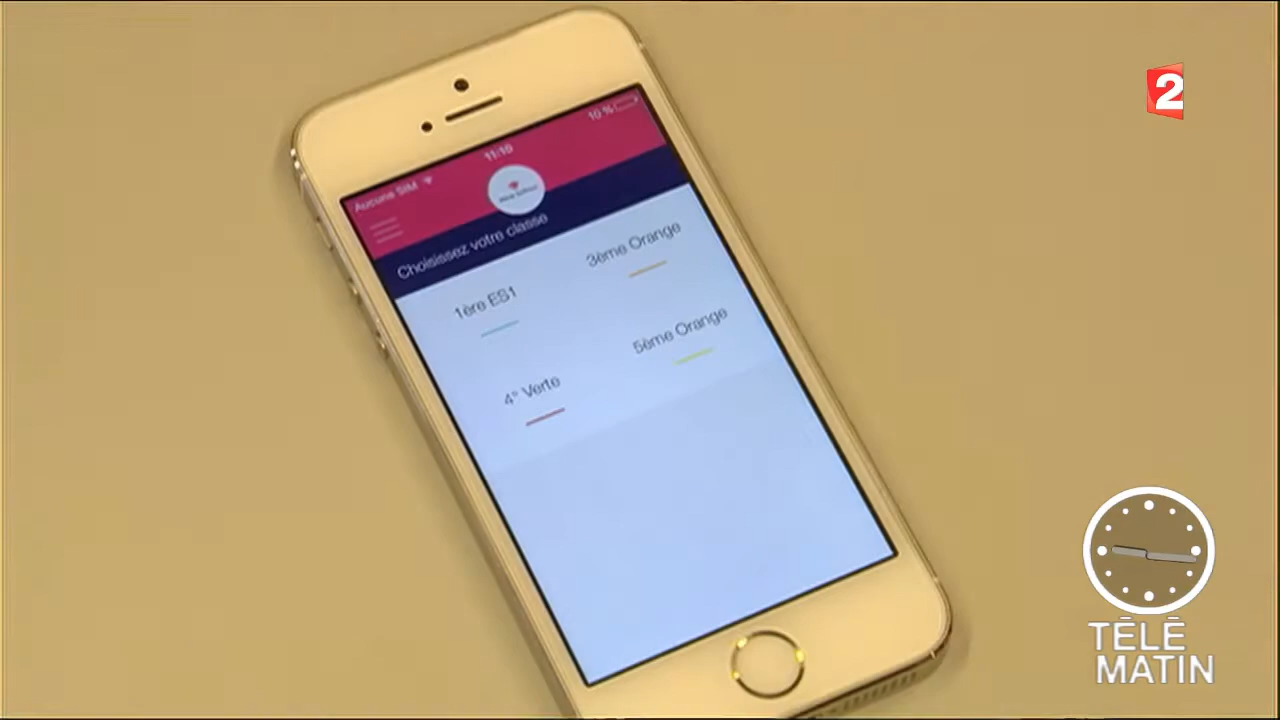 2
Aucune SIM
11:10
10 %
Choisissez votre classe
1ère ES1
3ème Orange
4° Verte
5ème Orange
TÉLÉ
MATIN